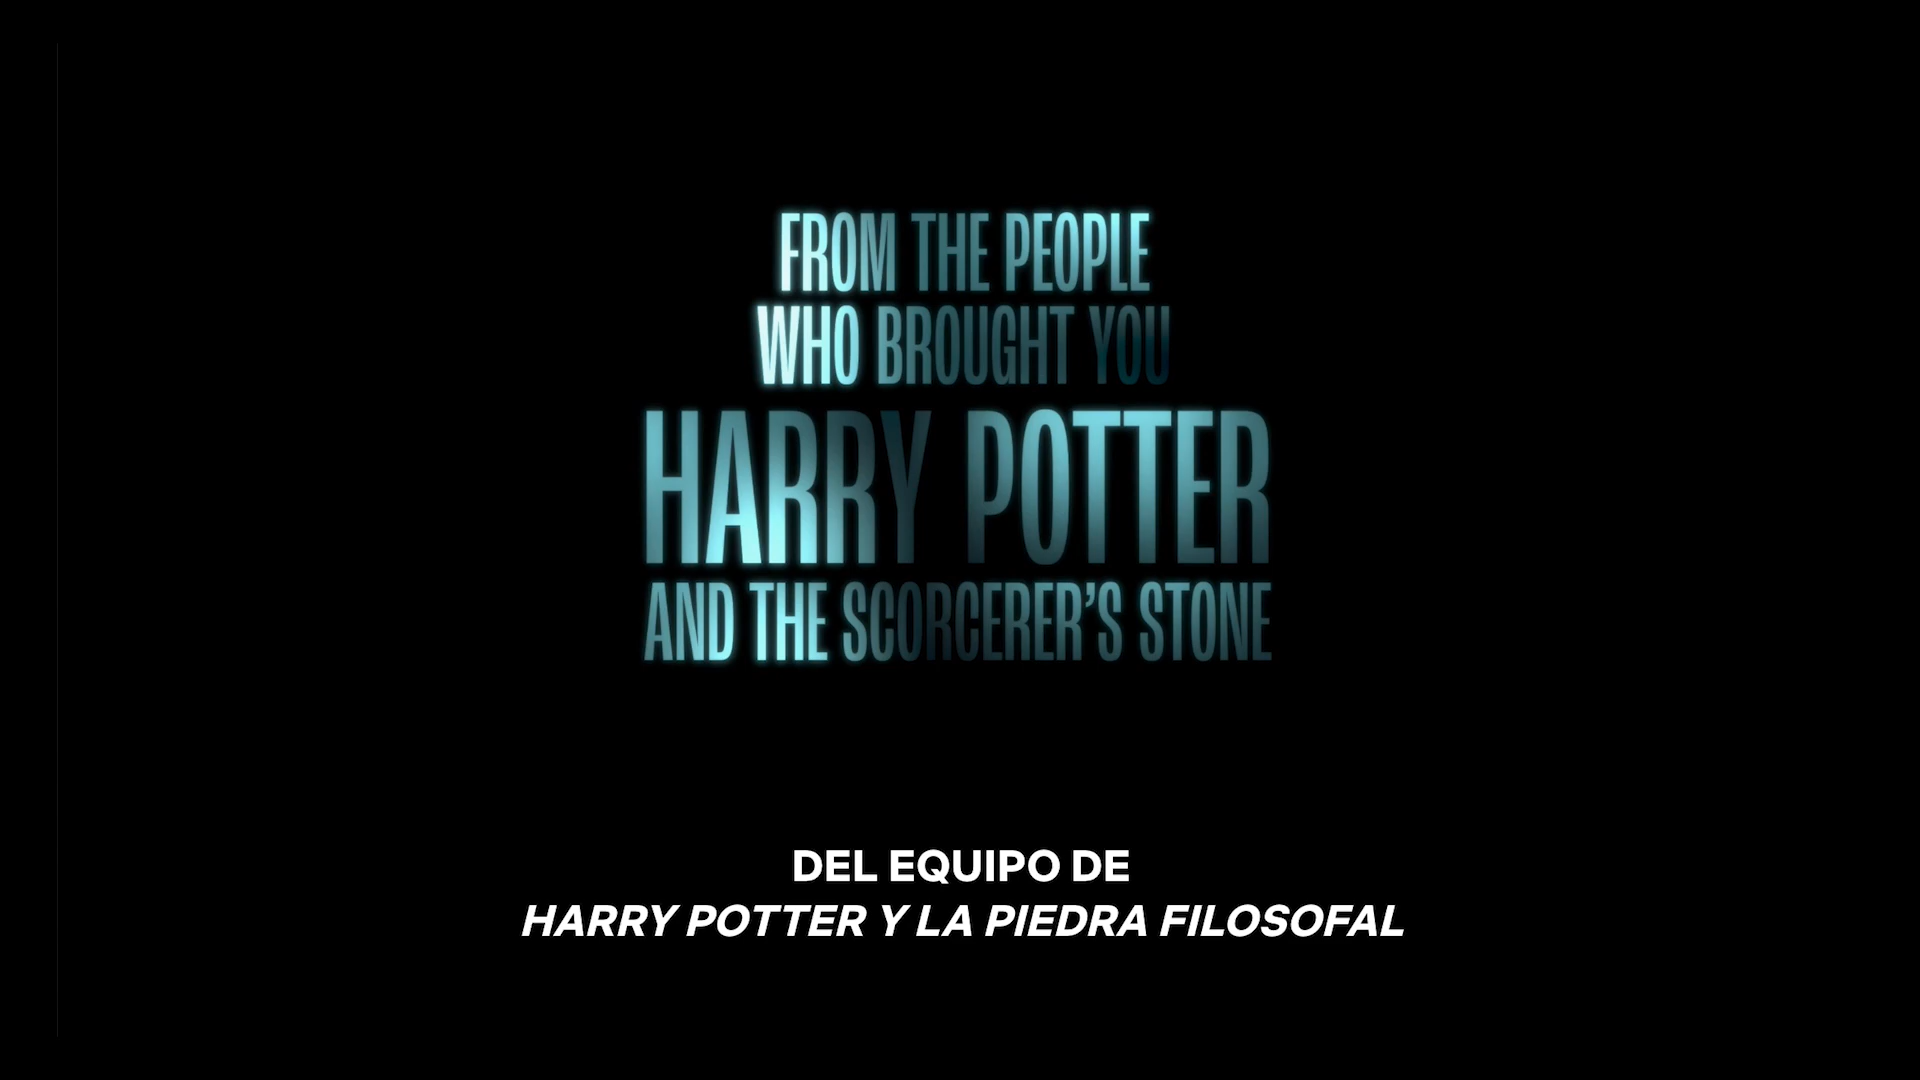 FROM THE PEOPLE
WHO BROUGHT YOU
HARRY POTTER
AND THE SCORCERER’S STONE
DEL EQUIPO DE
HARRY POTTER Y LA PIEDRA FILOSOFAL